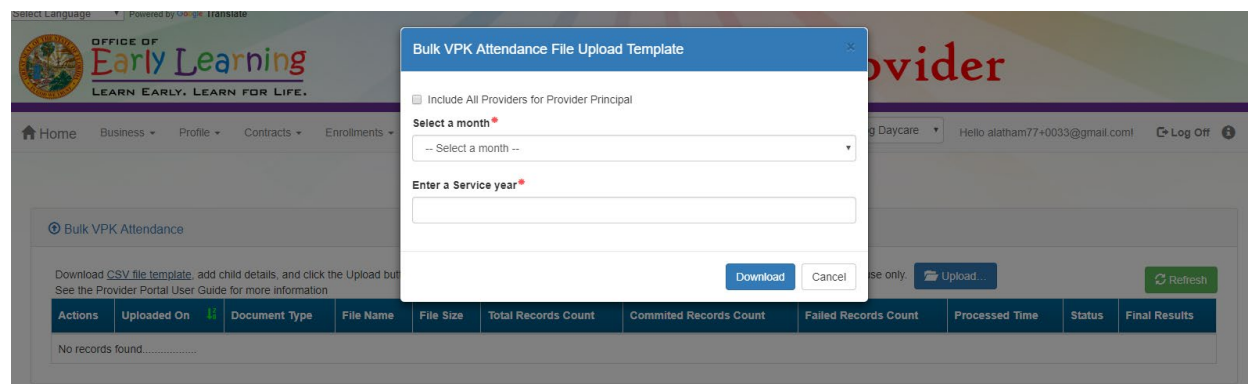 Select Language Powered by Google Translate
OFFICE OF
Early Learning
LEARN EARLY. LEARN FOR LIFE.
ovider
Home Business Profile Contracts Enrollments g Daycare Hello alatham77+0033@gmail.com! Log Off
Bulk VPK Attendance File Upload Template ×
Include All Providers for Provider Principal
Select a month*
-- Select a month --
Enter a Service year*
Download Cancel
Bulk VPK Attendance
Download CSV file template, add child details, and click the Upload but se only. Upload... Refresh
See the Provider Portal User Guide for more information
Actions Uploaded On Document Type File Name File Size Total Records Count Commited Records Count Failed Records Count Processed Time Status Final Results
No records found.................